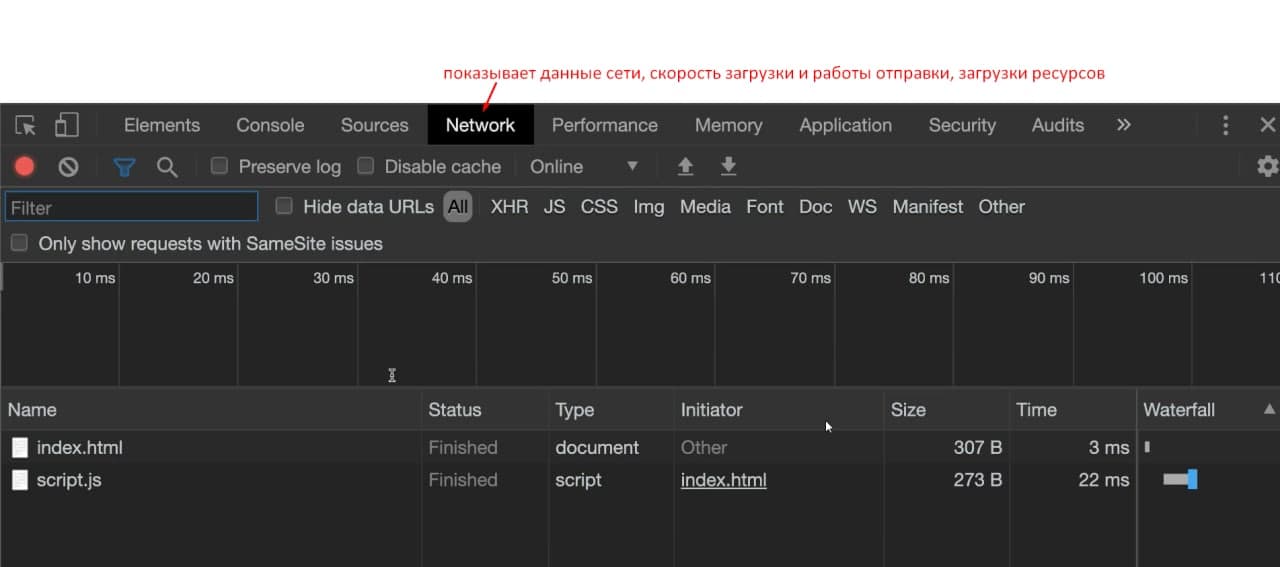 показывает данные сети, скорость загрузки и работы отправки, загрузки ресурсов
Elements Console Sources Network Performance Memory Application Security Audits »
Preserve log Disable cache Online
Filter Hide data URLs All XHR JS CSS Img Media Font Doc WS Manifest Other
Only show requests with SameSite issues
10 ms 20 ms 30 ms 40 ms 50 ms 60 ms 70 ms 80 ms 90 ms 100 ms 110
Name Status Type Initiator Size Time Waterfall
index.html Finished document Other 307 B 3 ms
script.js Finished script index.html 273 B 22 ms